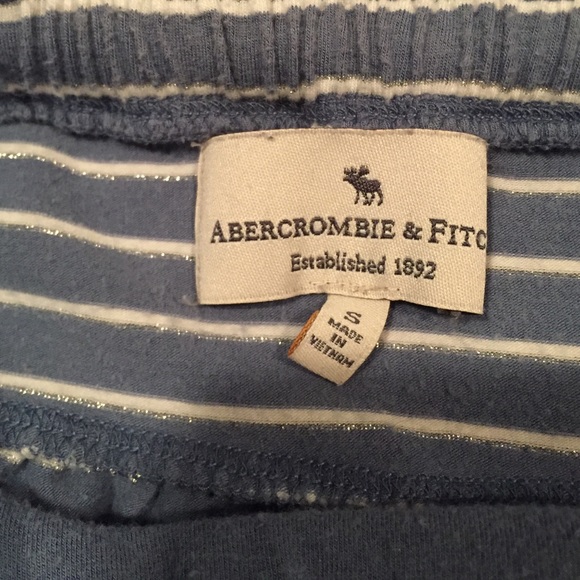 ABERCROMBIE & FITC
Established 1892
S
MADE
IN
VIETNAM